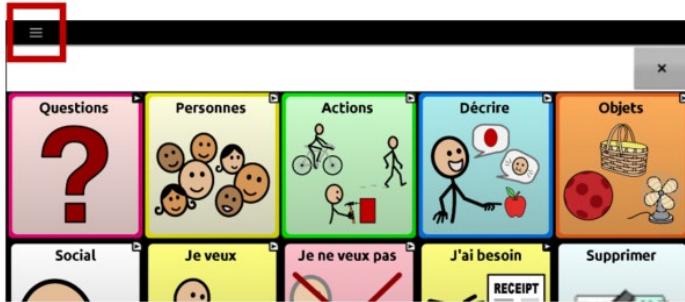 ×
Questions Personnes Actions Décrire Objets
Social Je veux Je ne veux pas J'ai besoin Supprimer
RECEIPT